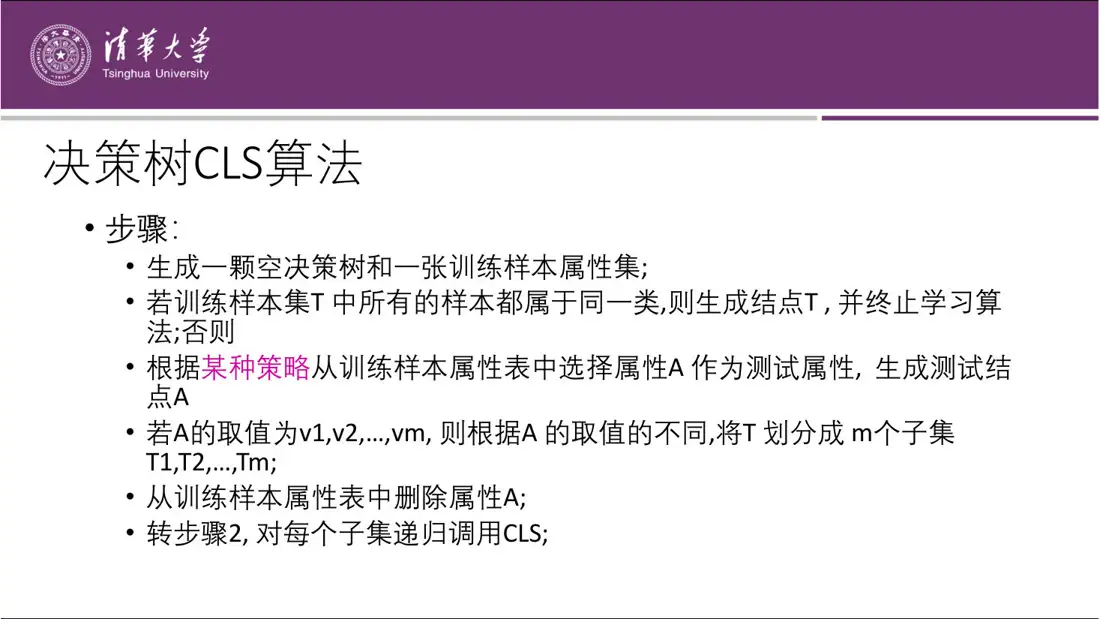 清华大学
Tsinghua University
决策树CLS算法
• 步骤：
• 生成一颗空决策树和一张训练样本属性集;
• 若训练样本集T 中所有的样本都属于同一类,则生成结点T , 并终止学习算
法;否则
• 根据某种策略从训练样本属性表中选择属性A 作为测试属性, 生成测试结
点A
• 若A的取值为v1,v2,…,vm, 则根据A 的取值的不同,将T 划分成 m个子集
T1,T2,…,Tm;
• 从训练样本属性表中删除属性A;
• 转步骤2, 对每个子集递归调用CLS;